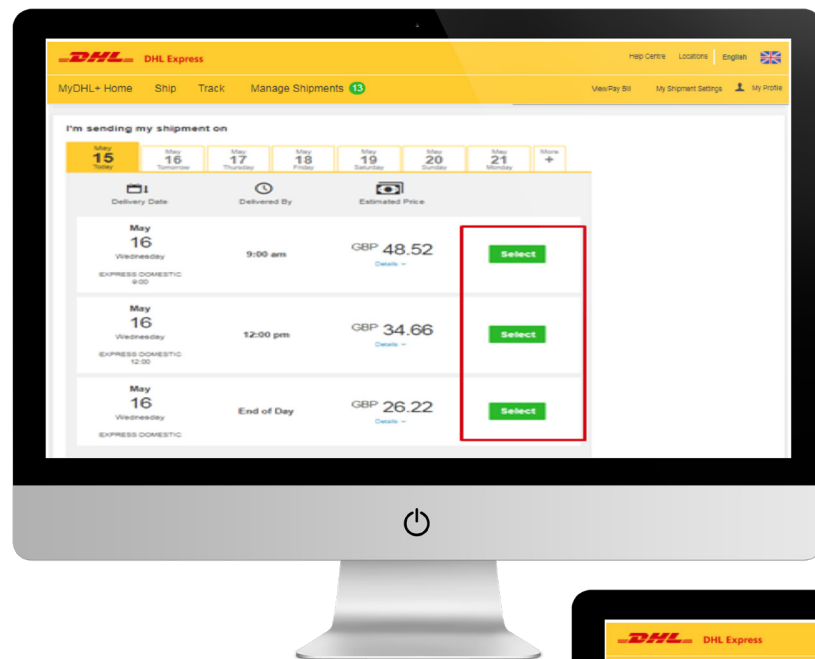 DHL DHL Express
Help Centre Locations English
MyDHL+ Home Ship Track Manage Shipments 13
View/Pay Bill My Shipment Settings My Profile
I'm sending my shipment on
May May May May May May May More
15 16 17 18 19 20 21 +
Today Tomorrow Thursday Friday Saturday Sunday Monday
Delivery Date Delivered By Estimated Price
May
16
Wednesday
EXPRESS DOMESTIC
9:00
9:00 am
GBP 48.52
Details
Select
May
16
Wednesday
EXPRESS DOMESTIC
12:00
12:00 pm
GBP 34.66
Details
Select
May
16
Wednesday
EXPRESS DOMESTIC
End of Day
GBP 26.22
Details
Select
DHL DHL Express